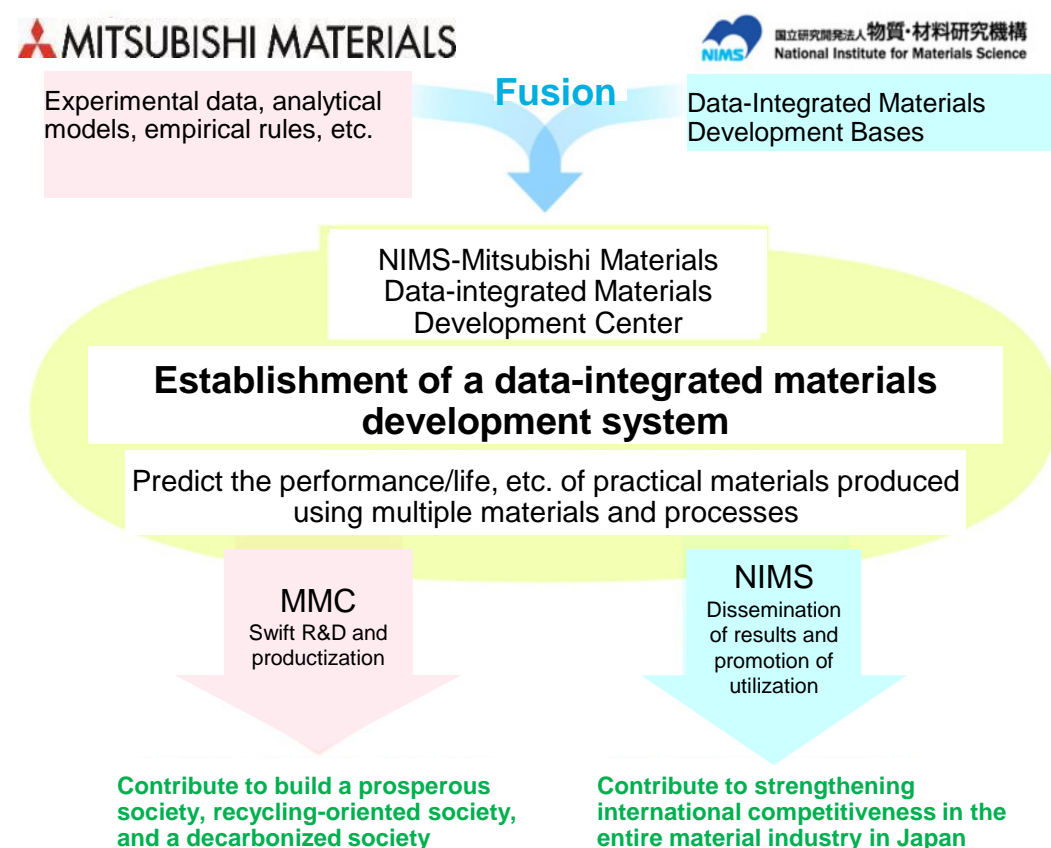 MITSUBISHI MATERIALS
国立研究開発法人物質・材料研究機構
NIMS
National Institute for Materials Science
Experimental data, analytical
models, empirical rules, etc.
Fusion
Data-Integrated Materials
Development Bases
NIMS-Mitsubishi Materials
Data-integrated Materials
Development Center
Establishment of a data-integrated materials
development system
Predict the performance/life, etc. of practical materials produced
using multiple materials and processes
MMC
Swift R&D and
productization
NIMS
Dissemination
of results and
promotion of
utilization
Contribute to build a prosperous
society, recycling-oriented society,
and a decarbonized society
Contribute to strengthening
international competitiveness in the
entire material industry in Japan